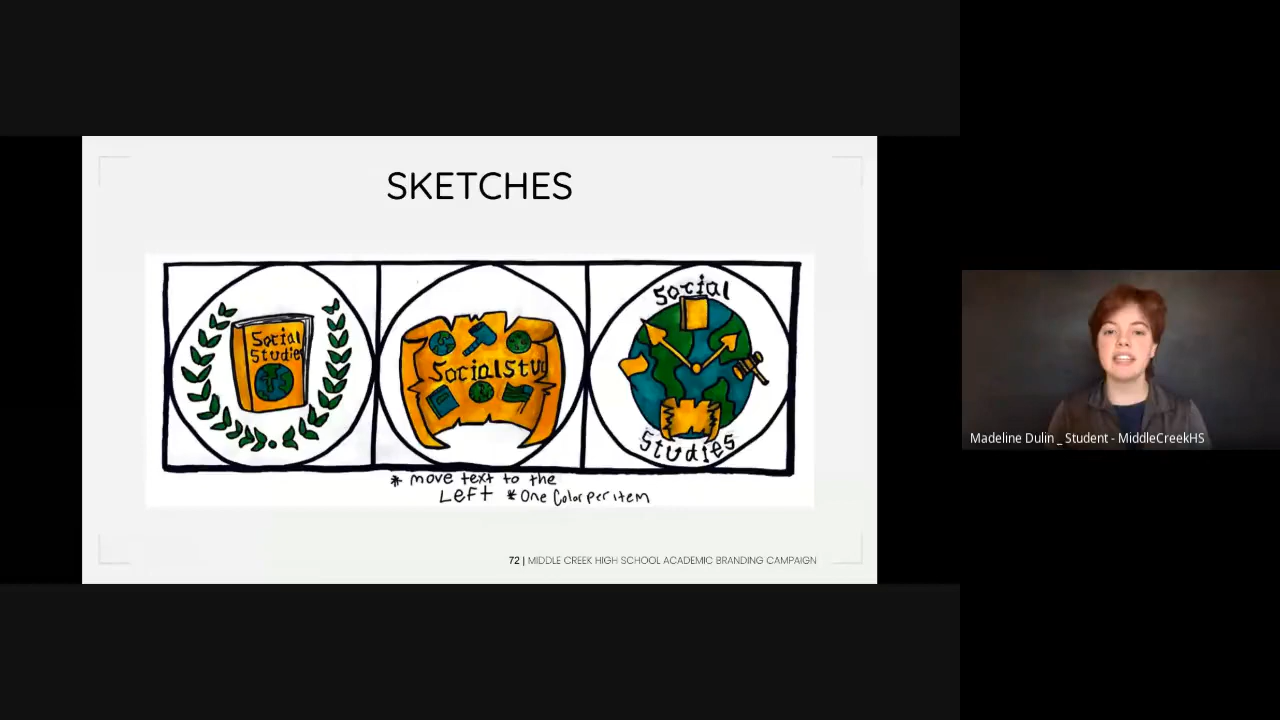 SKETCHES
Social
Studie
SocialStu
Social
Studies
* move text to the
LEFT * One Color per item
72 | MIDDLE CREEK HIGH SCHOOL ACADEMIC BRANDING CAMPAIGN
Madeline Dulin _ Student - MiddleCreekHS